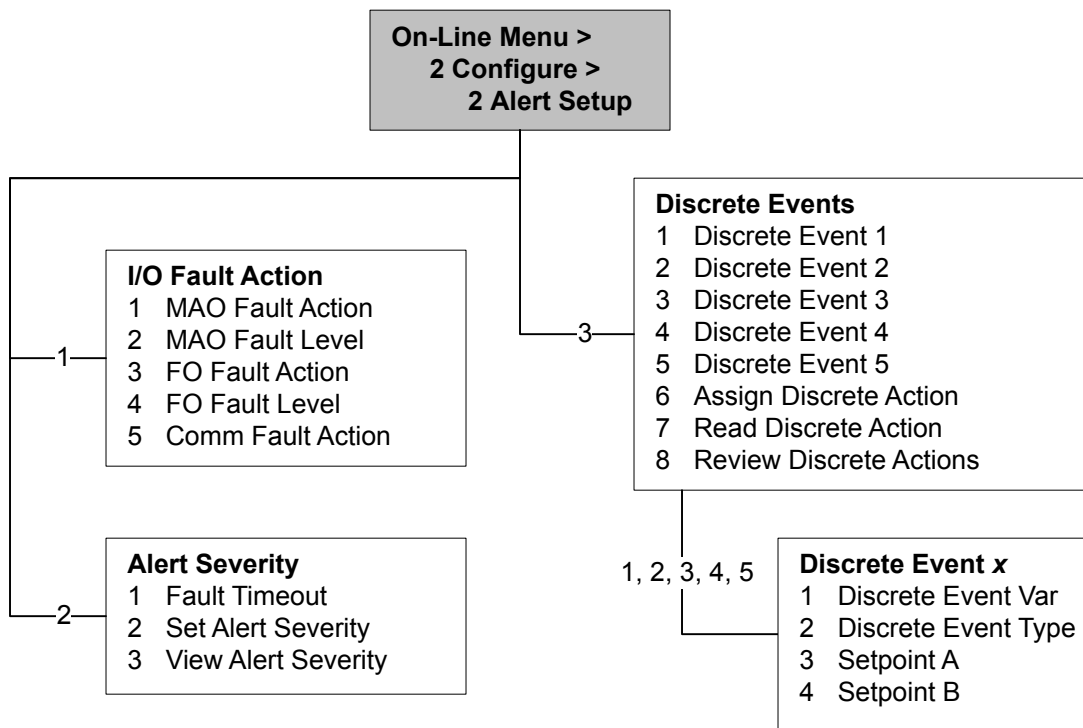 On-Line Menu >
2 Configure >
2 Alert Setup
I/O Fault Action
1 MAO Fault Action
2 MAO Fault Level
3 FO Fault Action
4 FO Fault Level
5 Comm Fault Action
1
Alert Severity
1 Fault Timeout
2 Set Alert Severity
3 View Alert Severity
2
Discrete Events
1 Discrete Event 1
2 Discrete Event 2
3 Discrete Event 3
4 Discrete Event 4
5 Discrete Event 5
6 Assign Discrete Action
7 Read Discrete Action
8 Review Discrete Actions
3
1, 2, 3, 4, 5
Discrete Event x
1 Discrete Event Var
2 Discrete Event Type
3 Setpoint A
4 Setpoint B